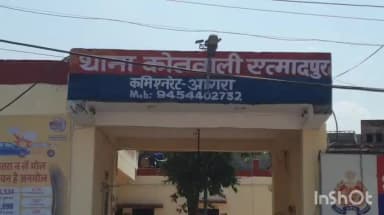 थाना कोतवाली एत्मादपुर
कमिश्नरेट-आगरा
Mob: 9454402732
InShot